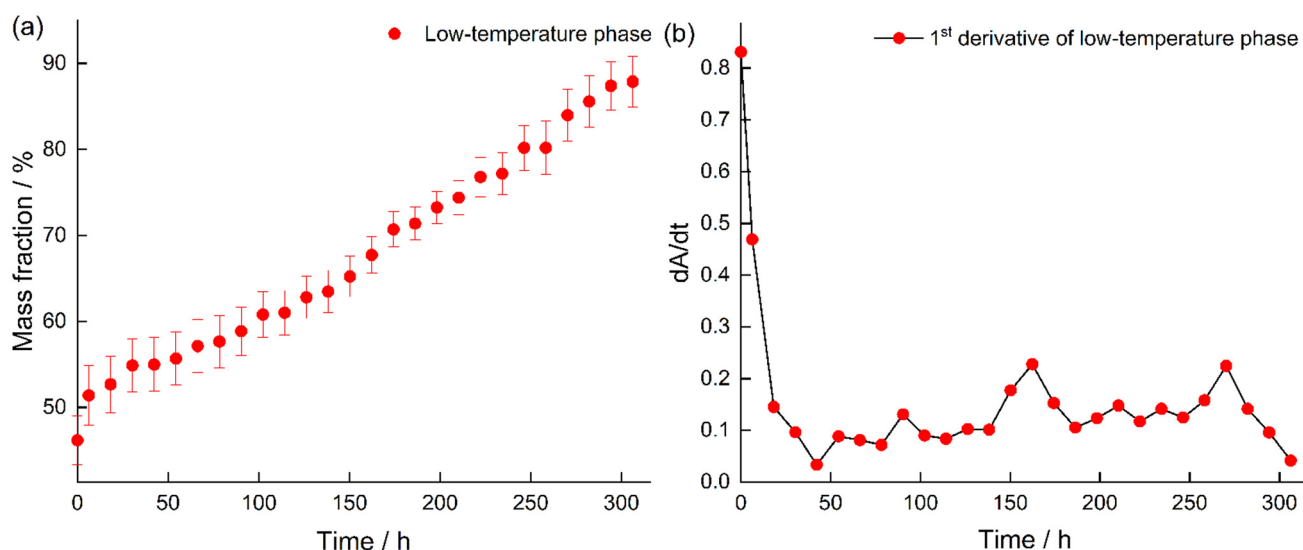 (a)
Low-temperature phase
90
80
70
60
50
Mass fraction / %
0 50 100 150 200 250 300
Time / h
(b)
1st derivative of low-temperature phase
0.8
0.7
0.6
0.5
0.4
0.3
0.2
0.1
0.0
dA/dt
0 50 100 150 200 250 300
Time / h